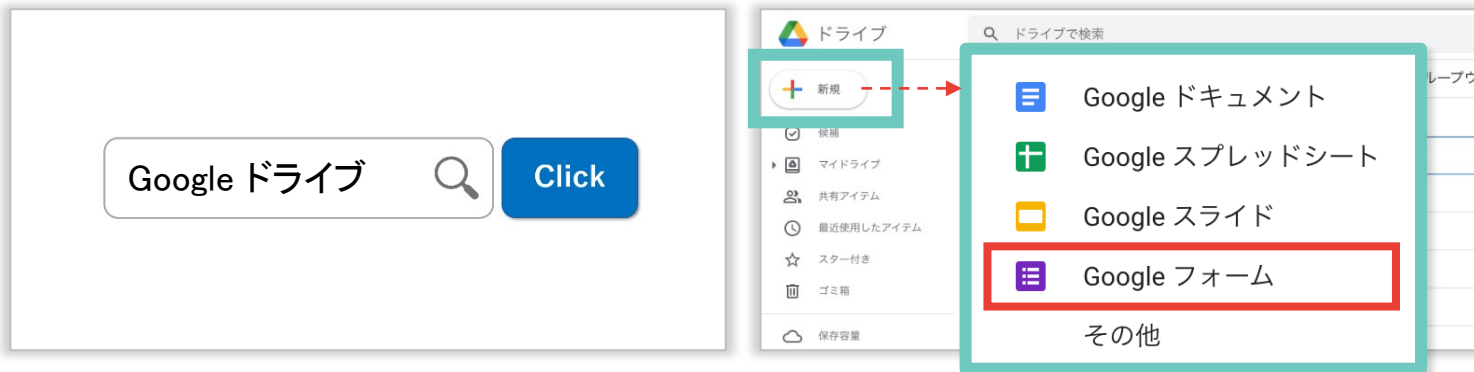 Google ドライブ
Click
ドライブ
ドライブで検索
新規
候補
マイドライブ
共有アイテム
最近使用したアイテム
スター付き
ゴミ箱
保存容量
Google ドキュメント
Google スプレッドシート
Google スライド
Google フォーム
その他
ループウ